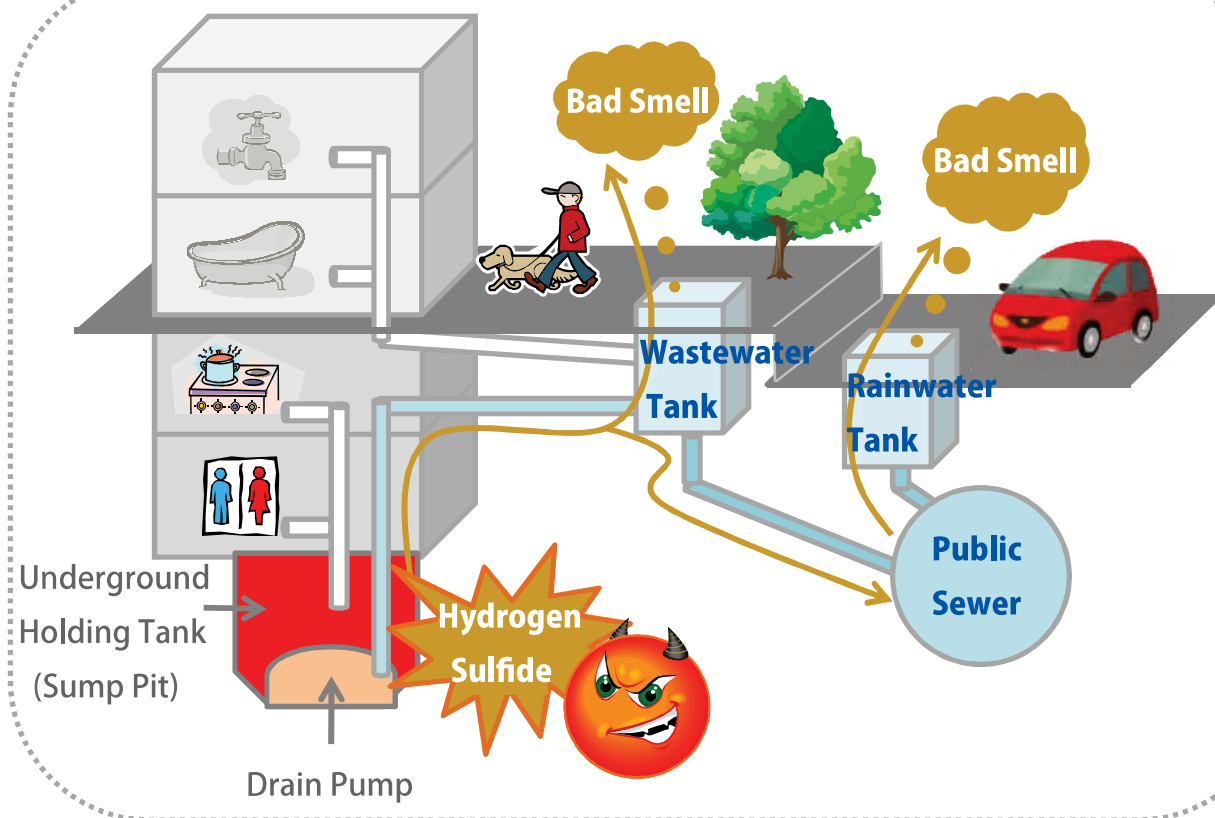 Bad Smell
Bad Smell
Wastewater
Tank
Rainwater
Tank
Public
Sewer
Underground
Holding Tank
(Sump Pit)
Hydrogen
Sulfide
Drain Pump